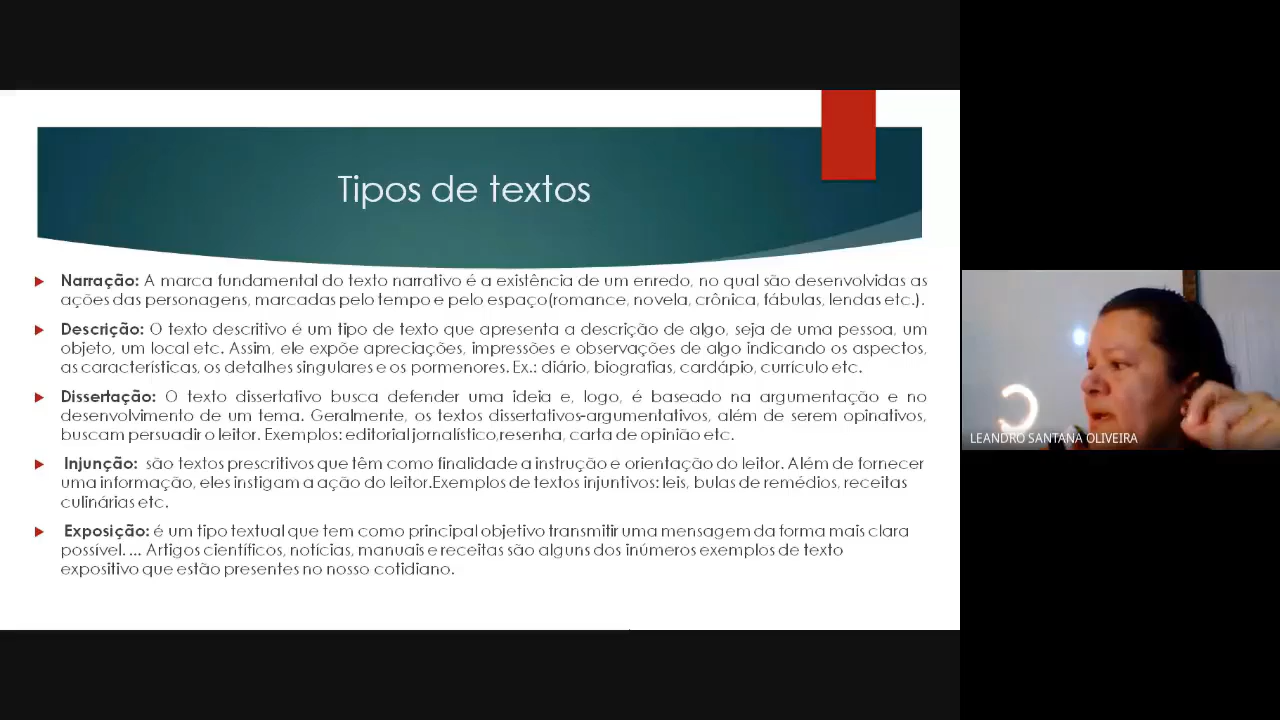 Tipos de textos
Narração: A marca fundamental do texto narrativo é a existência de um enredo, no qual são desenvolvidas as
ações das personagens, marcadas pelo tempo e pelo espaço(romance, novela, crônica, fábulas, lendas etc.).
Descrição: O texto descritivo é um tipo de texto que apresenta a descrição de algo, seja de uma pessoa, um
objeto, um local etc. Assim, ele expõe apreciações, impressões e observações de algo indicando os aspectos,
as características, os detalhes singulares e os pormenores. Ex.: diário, biografias, cardápio, currículo etc.
Dissertação: O texto dissertativo busca defender uma ideia e, logo, é baseado na argumentação e no
desenvolvimento de um tema. Geralmente, os textos dissertativos-argumentativos, além de serem opinativos,
buscam persuadir o leitor. Exemplos: editorial jornalístico,resenha, carta de opinião etc.
Injunção: são textos prescritivos que têm como finalidade a instrução e orientação do leitor. Além de fornecer
uma informação, eles instigam a ação do leitor.Exemplos de textos injuntivos: leis, bulas de remédios, receitas
culinárias etc.
Exposição: é um tipo textual que tem como principal objetivo transmitir uma mensagem da forma mais clara
possível. ... Artigos científicos, notícias, manuais e receitas são alguns dos inúmeros exemplos de texto
expositivo que estão presentes no nosso cotidiano.
LEANDRO SANTANA OLIVEIRA